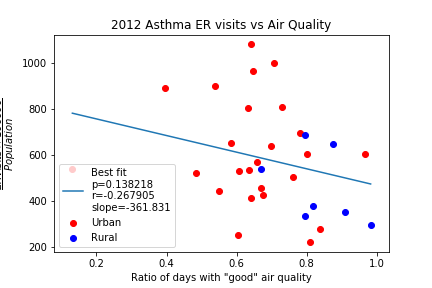 2012 Asthma ER visits vs Air Quality
1000
800
600
400
200
Population
Best fit
p=0.138218
r=-0.267905
slope=-361.831
Urban
Rural
0.2 0.4 0.6 0.8 1.0
Ratio of days with "good" air quality